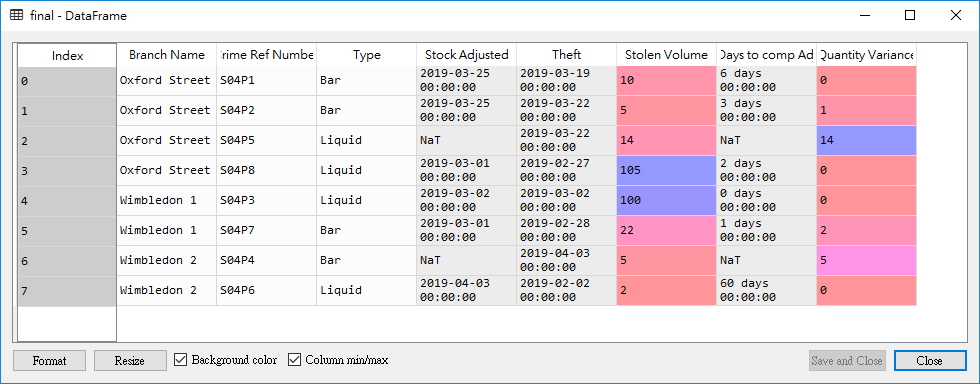 final - DataFrame
Index Branch Name rime Ref Numbe Type Stock Adjusted Theft Stolen Volume Days to comp Ad Quantity Variance
0 Oxford Street S04P1 Bar 2019-03-25 00:00:00 2019-03-19 00:00:00 10 6 days 00:00:00 0
1 Oxford Street S04P2 Bar 2019-03-25 00:00:00 2019-03-22 00:00:00 5 3 days 00:00:00 1
2 Oxford Street S04P5 Liquid NaT 2019-03-22 00:00:00 14 NaT 14
3 Oxford Street S04P8 Liquid 2019-03-01 00:00:00 2019-02-27 00:00:00 105 2 days 00:00:00 0
4 Wimbledon 1 S04P3 Liquid 2019-03-02 00:00:00 2019-03-02 00:00:00 100 0 days 00:00:00 0
5 Wimbledon 1 S04P7 Bar 2019-03-01 00:00:00 2019-02-28 00:00:00 22 1 days 00:00:00 2
6 Wimbledon 2 S04P4 Bar NaT 2019-04-03 00:00:00 5 NaT 5
7 Wimbledon 2 S04P6 Liquid 2019-04-03 00:00:00 2019-02-02 00:00:00 2 60 days 00:00:00 0
Format Resize Background color Column min/max Save and Close Close